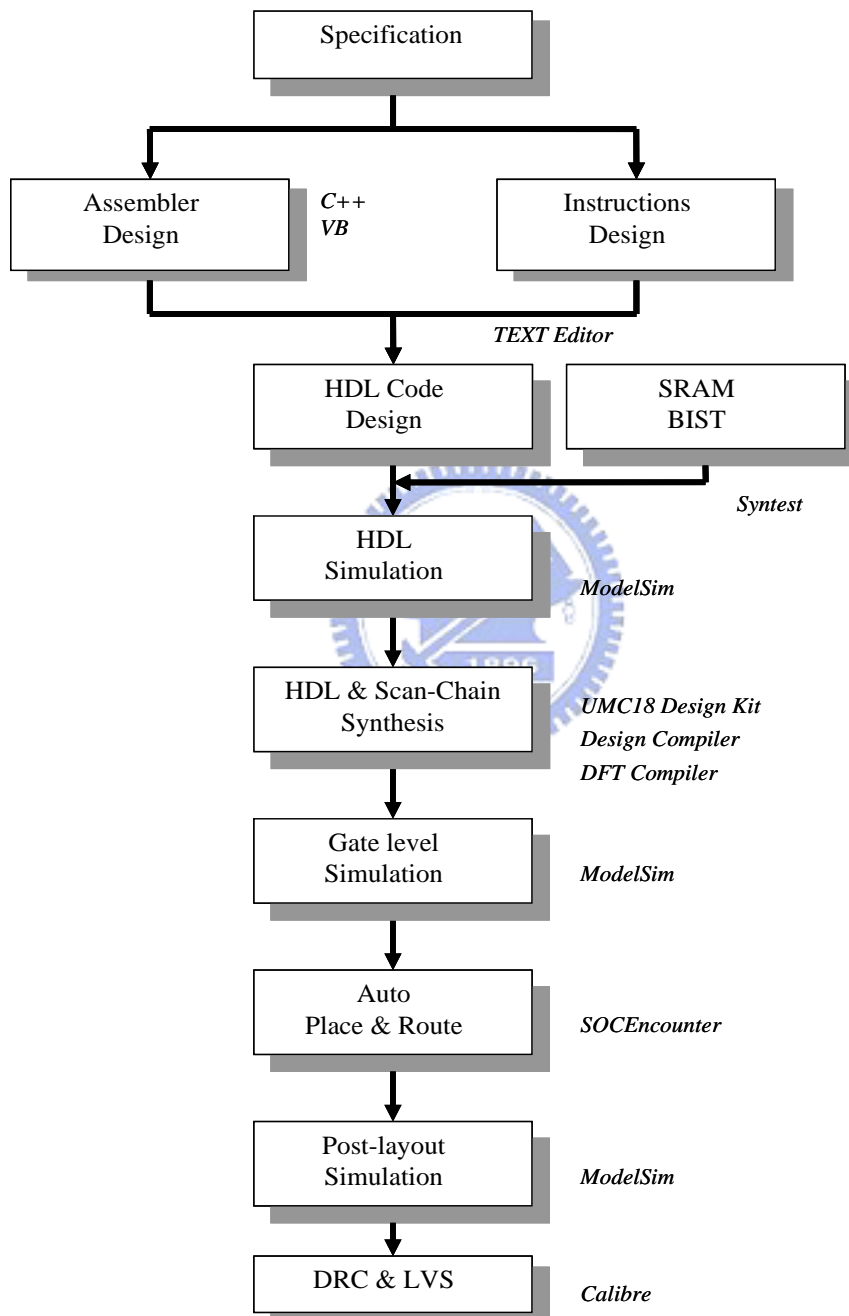 Specification
Assembler
Design
C++
VB
Instructions
Design
TEXT Editor
HDL Code
Design
SRAM
BIST
Syntest
HDL
Simulation
ModelSim
1896
HDL & Scan-Chain
Synthesis
UMC18 Design Kit
Design Compiler
DFT Compiler
Gate level
Simulation
ModelSim
Auto
Place & Route
SOCEncounter
Post-layout
Simulation
ModelSim
DRC & LVS
Calibre